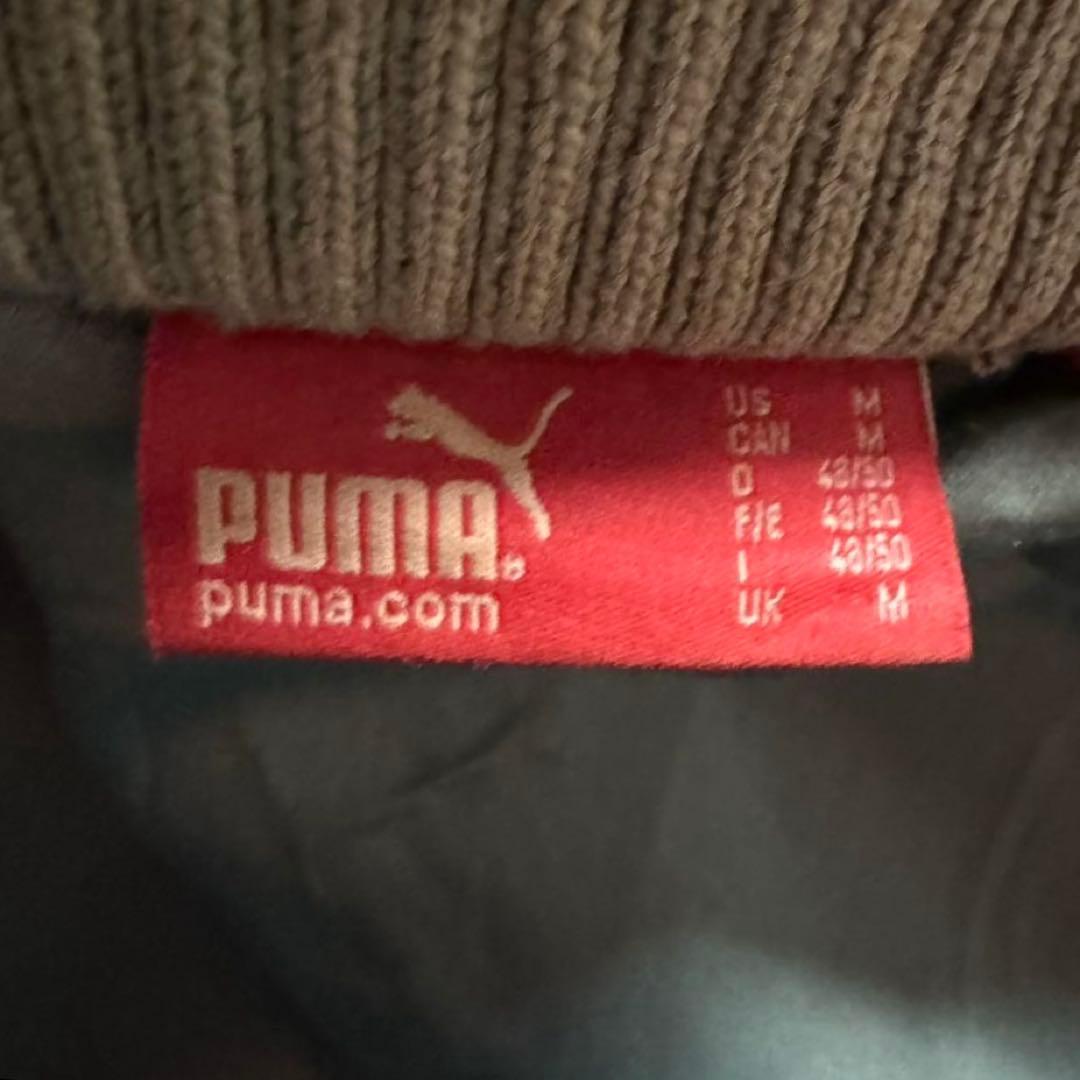 PUMA®
puma.com
US M
CAN M
D 48/50
F/E 48/50
I 48/50
UK M